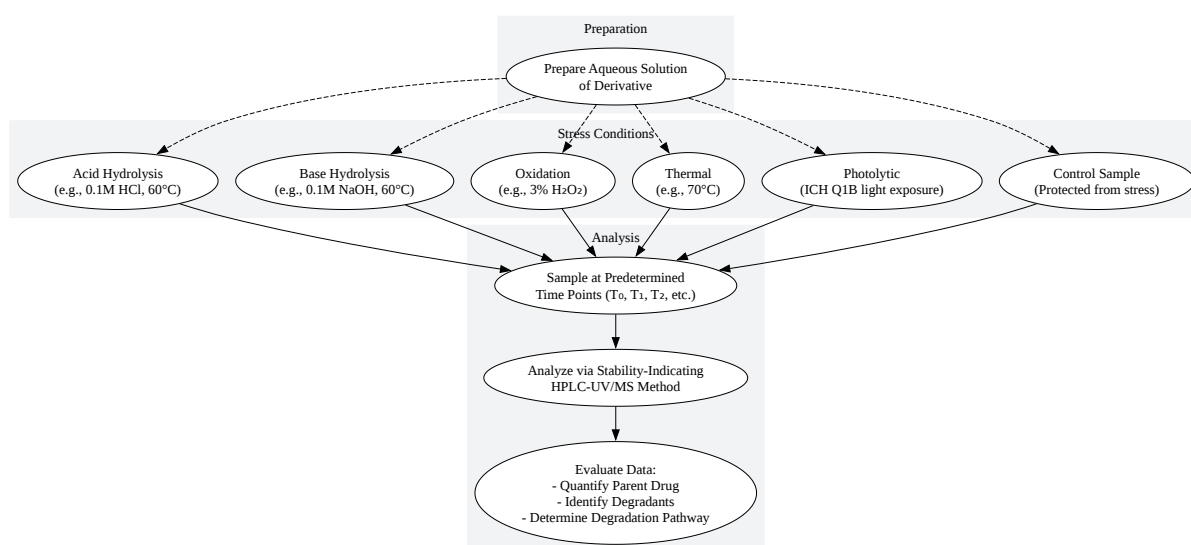 Preparation
Prepare Aqueous Solution
of Derivative
Stress Conditions
Acid Hydrolysis
(e.g., 0.1M HCl, 60°C)
Base Hydrolysis
(e.g., 0.1M NaOH, 60°C)
Oxidation
(e.g., 3% H₂O₂)
Thermal
(e.g., 70°C)
Photolytic
(ICH Q1B light exposure)
Control Sample
(Protected from stress)
Analysis
Sample at Predetermined
Time Points (T₀, T₁, T₂, etc.)
Analyze via Stability-Indicating
HPLC-UV/MS Method
Evaluate Data:
- Quantify Parent Drug
- Identify Degradants
- Determine Degradation Pathway